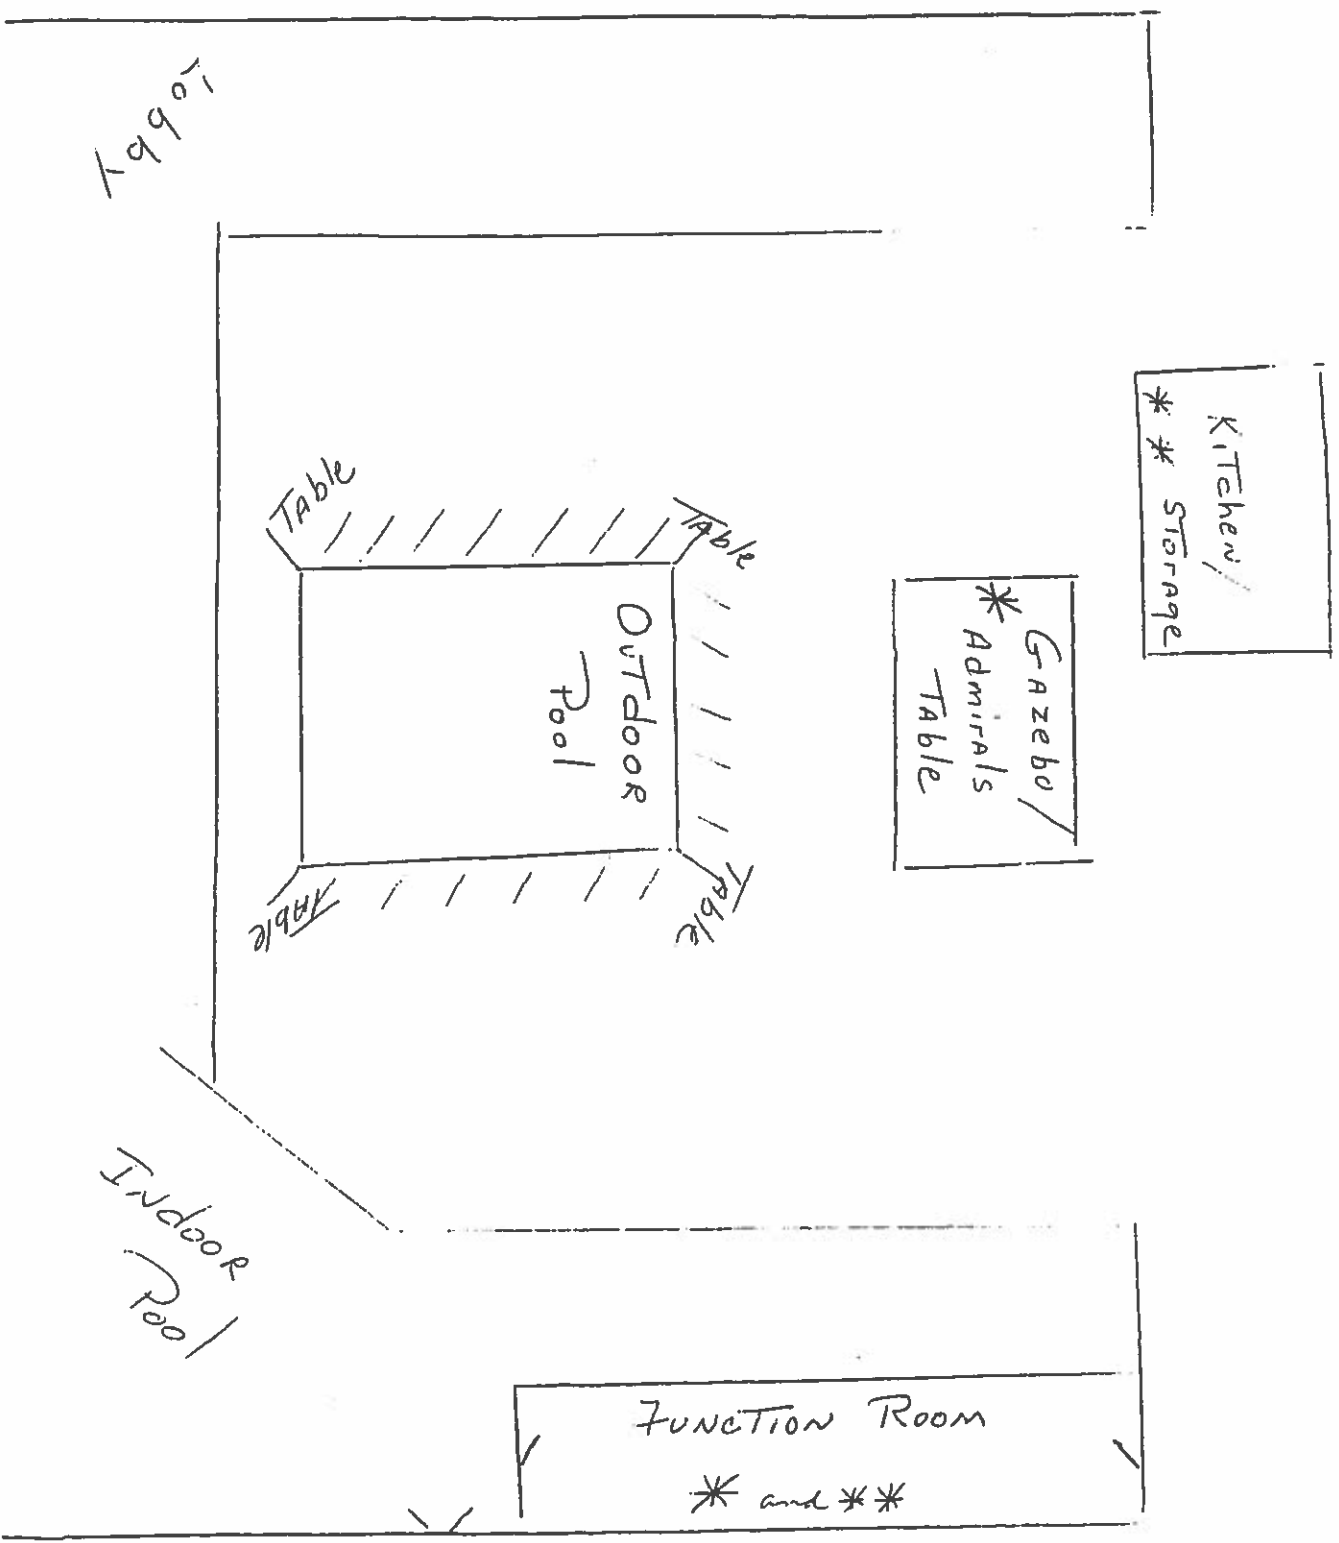 Lobby
Kitchen/
** Storage
Table
Table
Gazebo/
* Admirals
Table
Outdoor
Pool
Table
Table
Indoor
Pool
Function Room
* and **